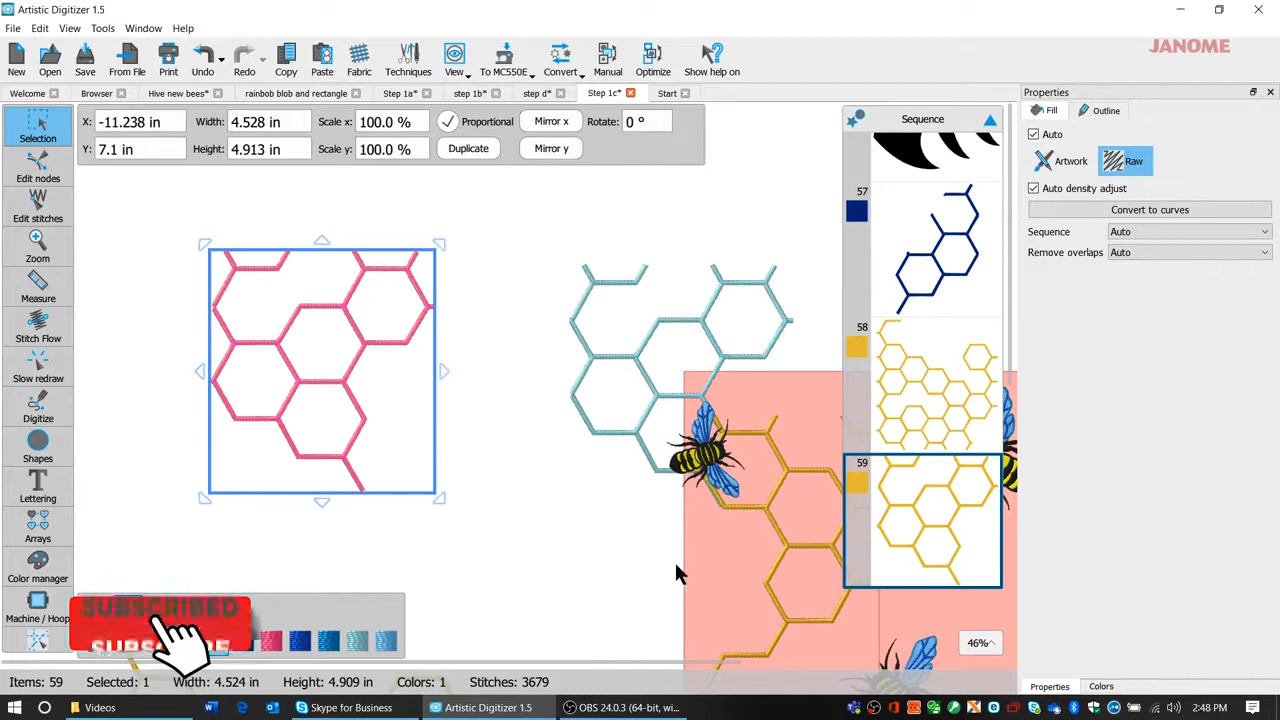 Artistic Digitizer 1.5
File Edit View Tools Window Help
New Open Save From File Print Undo Redo Copy Paste Fabric Techniques View To MC550E Convert Manual Optimize Show help on
JANOME
Welcome Browser Hive new bees* rainbob blob and rectangle Step 1a* step 1b* step d* Step 1c* Start
Selection
Edit nodes
Edit stitches
Zoom
Measure
Stitch Flow
Slow redraw
Digitize
Shapes
Lettering
Arrays
Color manager
Machine / Hoop
X: -11.238 in Width: 4.528 in Scale x: 100.0 % Proportional Mirror x Rotate: 0 °
Y: 7.1 in Height: 4.913 in Scale y: 100.0 % Duplicate Mirror y
Sequence
57
58
59
Properties
Fill Outline
Auto
Artwork Raw
Auto density adjust
Convert to curves
Sequence Auto
Remove overlaps Auto
SUBSCRIBED
SUBSCRIBE
46%
Items: 59 Selected: 1 Width: 4.524 in Height: 4.909 in Colors: 1 Stitches: 3679
Properties Colors
Videos Skype for Business Artistic Digitizer OBS 24.0.3 (64-bit, wi... 2:48 PM